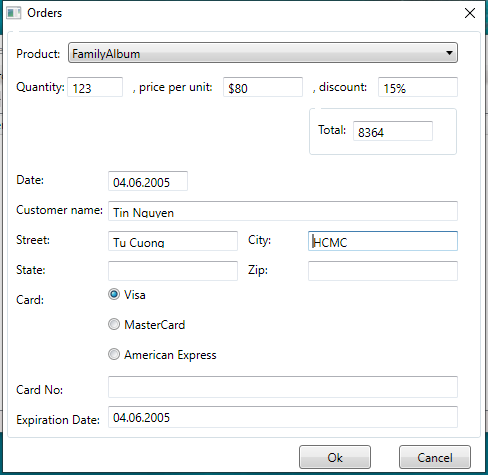 Orders
Product: FamilyAlbum
Quantity: 123 , price per unit: $80 , discount: 15%
Total: 8364
Date: 04.06.2005
Customer name: Tin Nguyen
Street: Tu Cuong City: HCMC
State: Zip:
Card: Visa
MasterCard
American Express
Card No:
Expiration Date: 04.06.2005
Ok Cancel